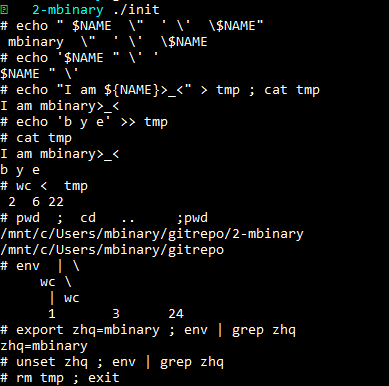 2-mbinary ./init
# echo " $NAME  \"  ' \'  \$NAME"
 mbinary  \"  ' \'  \$NAME
# echo '$NAME " \' '
$NAME " \'
# echo "I am ${NAME}>_<" > tmp ; cat tmp
I am mbinary>_<
# echo 'b y e' >> tmp
# cat tmp
I am mbinary>_<
b y e
# wc <  tmp
 2  6 22
# pwd  ;  cd   ..     ;pwd
/mnt/c/Users/mbinary/gitrepo/2-mbinary
/mnt/c/Users/mbinary/gitrepo
# env  | \
     wc \
      | wc
      1       3      24
# export zhq=mbinary ; env | grep zhq
zhq=mbinary
# unset zhq ; env | grep zhq
# rm tmp ; exit